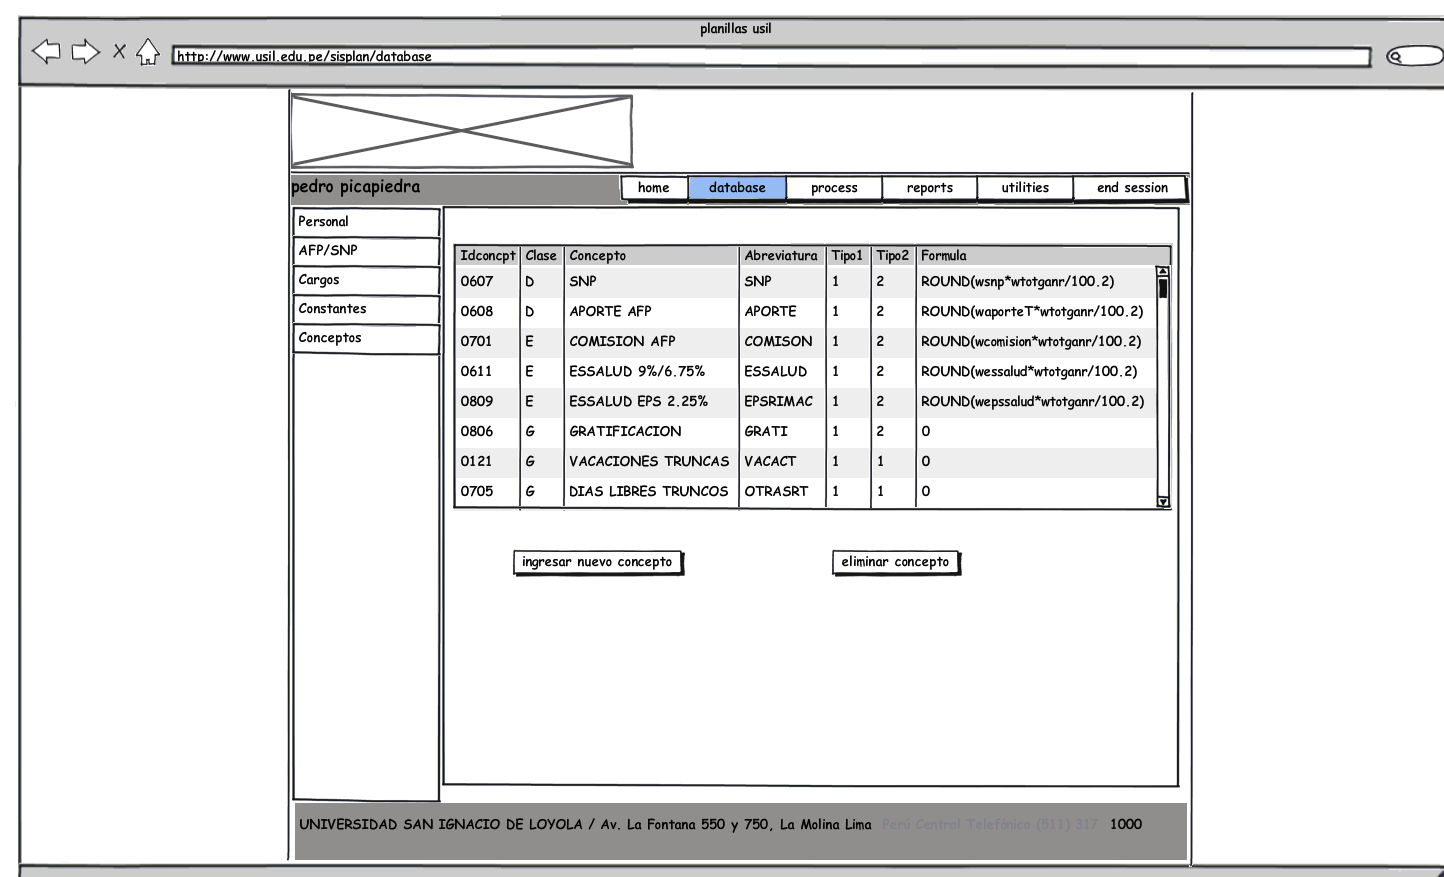 planillas usil
http://www.usil.edu.pe/sisplan/database
pedro picapiedra
home database process reports utilities end session
Personal
AFP/SNP
Cargos
Constantes
Conceptos
Idconcpt Clase Concepto Abreviatura Tipo1 Tipo2 Formula
0607 D SNP SNP 1 2 ROUND(wsnp*wtotganr/100.2)
0608 D APORTE AFP APORTE 1 2 ROUND(waporteT*wtotganr/100.2)
0701 E COMISION AFP COMISON 1 2 ROUND(wcomision*wtotganr/100.2)
0611 E ESSALUD 9%/6.75% ESSALUD 1 2 ROUND(wessalud*wtotganr/100.2)
0809 E ESSALUD EPS 2.25% EPSRIMAC 1 2 ROUND(wepssalud*wtotganr/100.2)
0806 G GRATIFICACION GRATI 1 2 0
0121 G VACACIONES TRUNCAS VACACT 1 1 0
0705 G DIAS LIBRES TRUNCOS OTRASRT 1 1 0
ingresar nuevo concepto eliminar concepto
UNIVERSIDAD SAN IGNACIO DE LOYOLA / Av. La Fontana 550 y 750, La Molina Lima Perú Central Telefónica (511) 317 1000